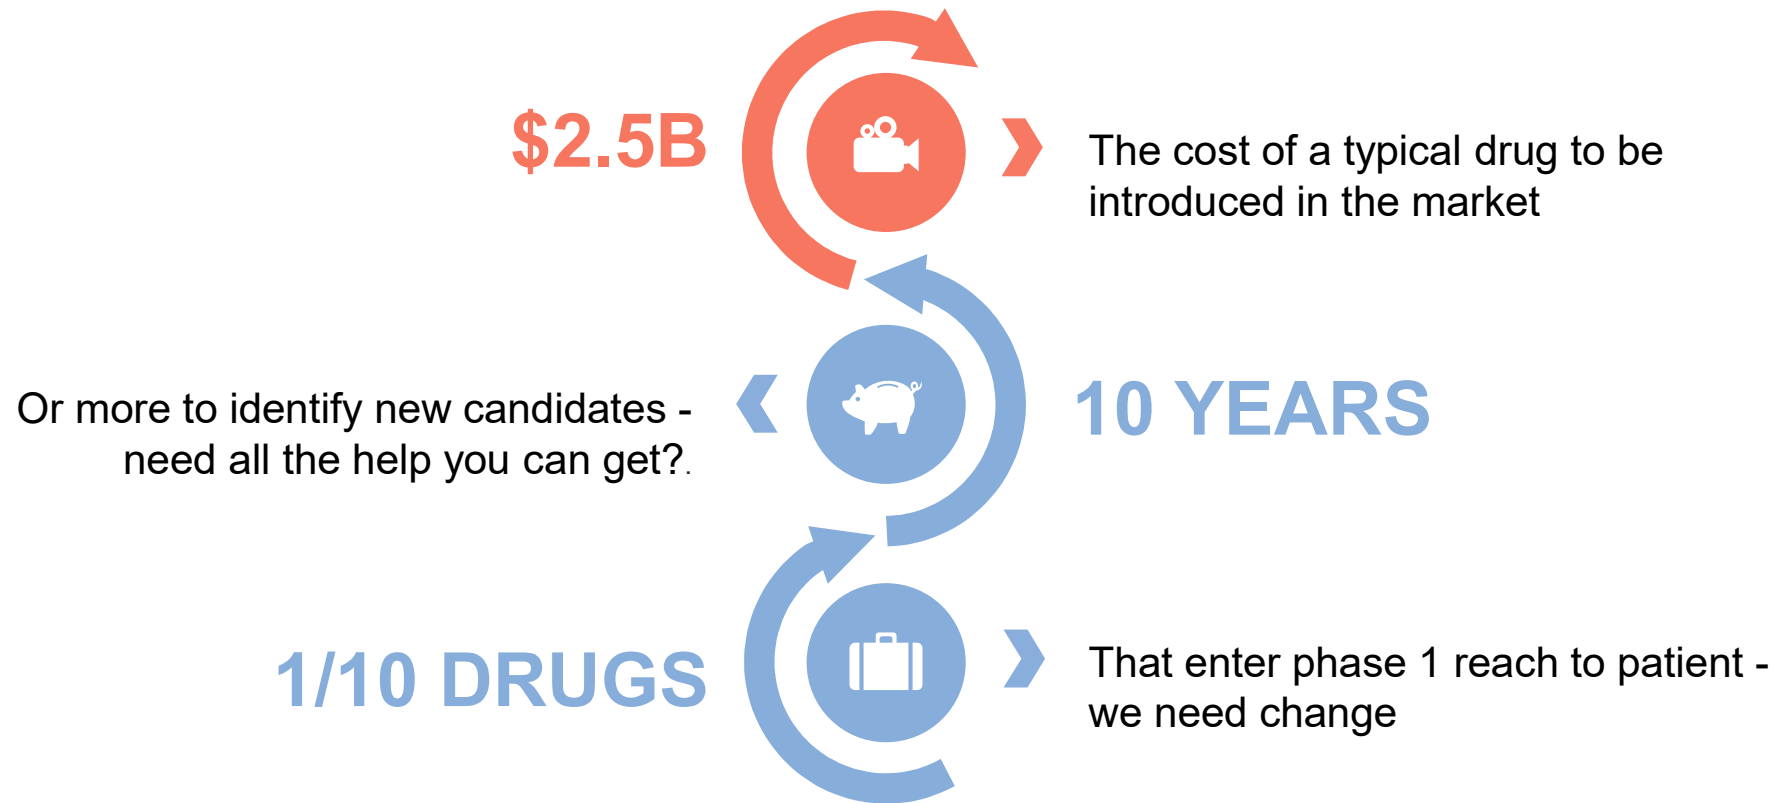 $2.5B
The cost of a typical drug to be
introduced in the market
10 YEARS
Or more to identify new candidates -
need all the help you can get?.
1/10 DRUGS
That enter phase 1 reach to patient -
we need change